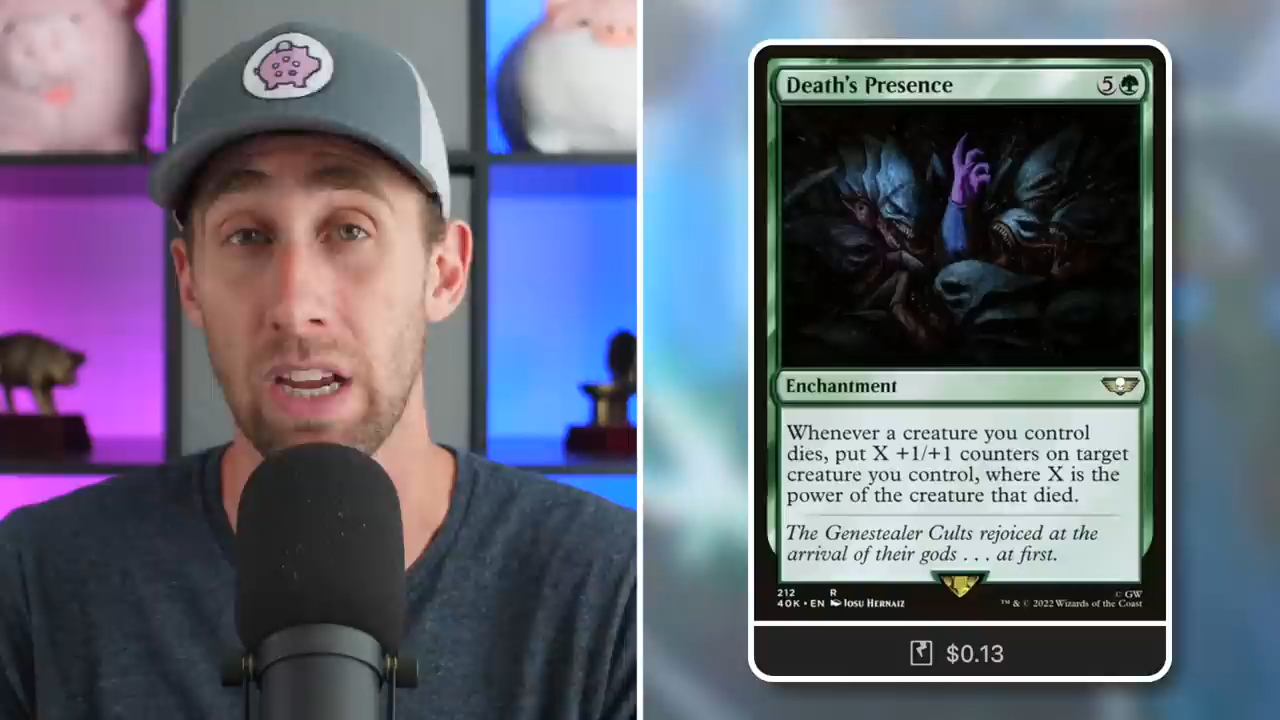 Death's Presence 5
Enchantment
Whenever a creature you control
dies, put X +1/+1 counters on target
creature you control, where X is the
power of the creature that died.
The Genestealer Cults rejoiced at the
arrival of their gods . . . at first.
212 R
40K • EN Iosu Hernaiz
© GW
™ & © 2022 Wizards of the Coast
$0.13